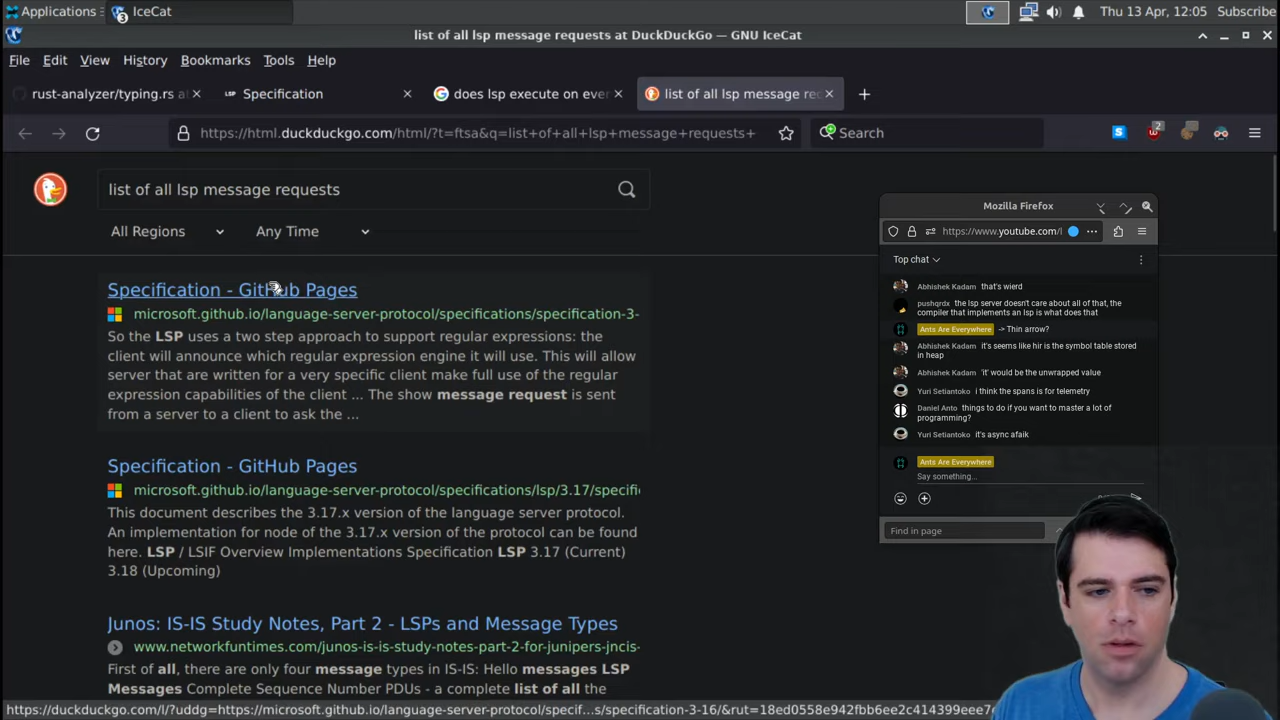 Applications
3
IceCat
Thu 13 Apr, 12:05
Subscribe
list of all lsp message requests at DuckDuckGo — GNU IceCat
File Edit View History Bookmarks Tools Help
rust-analyzer/typing.rs a
LSP Specification
does lsp execute on ever
list of all lsp message rec
https://html.duckduckgo.com/html/?t=ftsa&q=list+of+all+lsp+message+requests+
Search
2
list of all lsp message requests
All Regions
Any Time
Specification - GitHub Pages
microsoft.github.io/language-server-protocol/specifications/specification-3-
So the LSP uses a two step approach to support regular expressions: the
client will announce which regular expression engine it will use. This will allow
server that are written for a very specific client make full use of the regular
expression capabilities of the client ... The show message request is sent
from a server to a client to ask the ...
Specification - GitHub Pages
microsoft.github.io/language-server-protocol/specifications/lsp/3.17/specifi
This document describes the 3.17.x version of the language server protocol.
An implementation for node of the 3.17.x version of the protocol can be found
here. LSP / LSIF Overview Implementations Specification LSP 3.17 (Current)
3.18 (Upcoming)
Junos: IS-IS Study Notes, Part 2 - LSPs and Message Types
www.networkfuntimes.com/junos-is-is-study-notes-part-2-for-junipers-jncis-
First of all, there are only four message types in IS-IS: Hello messages LSP
Messages Complete Sequence Number PDUs - a complete list of all the
https://duckduckgo.com/l/?uddg=https://microsoft.github.io/language-server-protocol/specif…s/specification-3-16/&rut=18ed0558e942fbb6ee2c414399eee7
Mozilla Firefox
https://www.youtube.com/l
Top chat
Abhishek Kadam that's wierd
pushqrdx the lsp server doesn't care about all of that, the
compiler that implements an lsp is what does
Ants Are Everywhere -> Thin arrow?
Abhishek Kadam it's seems like hir is the symbol table stored
in heap
Abhishek Kadam 'it' would be the unwrapped value
Yuri Setiantoko i think the spans is for telemetry
Daniel Anto things to do if you want to master a lot of
programming?
Yuri Setiantoko it's async afaik
Ants Are Everywhere
Say something...
Find in page